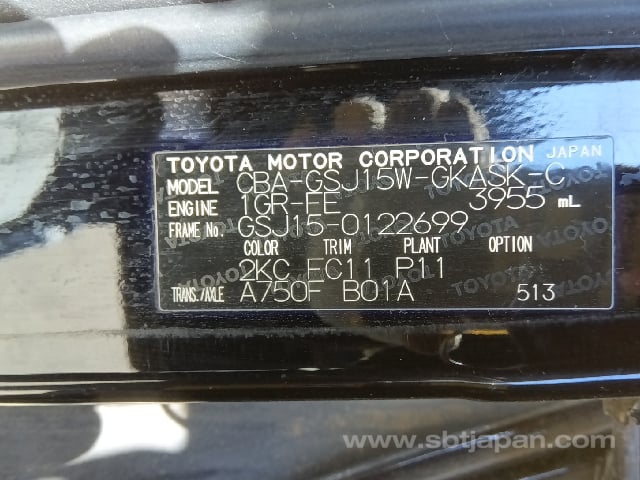 TOYOTA MOTOR CORPORATION JAPAN
MODEL CBA-GSJ15W-GKASK-C
ENGINE 1GR-FE 3955 mL
FRAME No. GSJ15-0122699
COLOR TRIM PLANT OPTION
2KC FC11 P11
TRANS./AXLE A750F B01A 513
www.sbtjapan.com